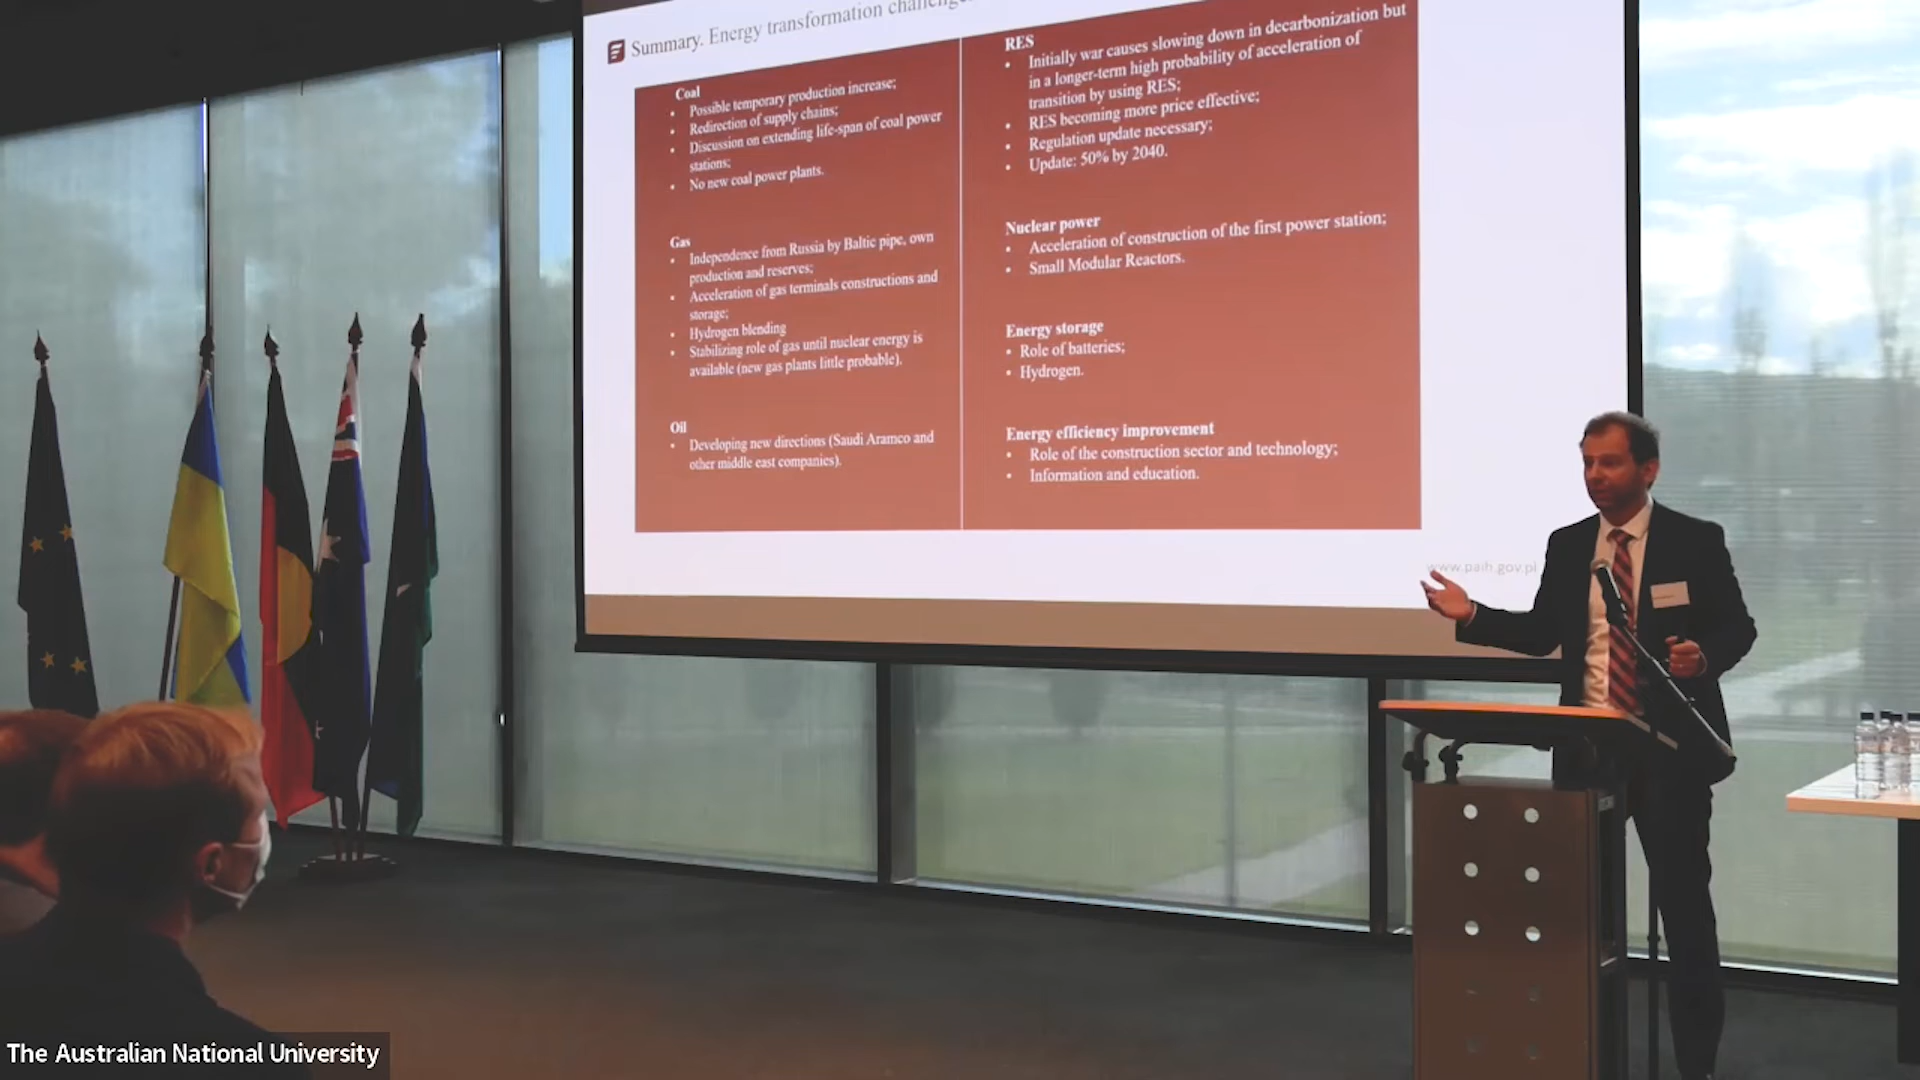 Summary. Energy transformation challenge
Coal
• Possible temporary production increase;
• Redirection of supply chains;
• Discussion on extending life-span of coal power
stations;
• No new coal power plants.
Gas
• Independence from Russia by Baltic pipe, own
production and reserves;
• Acceleration of gas terminals constructions and
storage;
• Hydrogen blending
• Stabilizing role of gas until nuclear energy is
available (new gas plants little probable).
Oil
• Developing new directions (Saudi Aramco and
other middle east companies).
RES
• Initially war causes slowing down in decarbonization but
in a longer-term high probability of acceleration of
transition by using RES;
• RES becoming more price effective;
• Regulation update necessary;
• Update: 50% by 2040.
Nuclear power
• Acceleration of construction of the first power station;
• Small Modular Reactors.
Energy storage
• Role of batteries;
• Hydrogen.
Energy efficiency improvement
• Role of the construction sector and technology;
• Information and education.
www.paih.gov.pl
The Australian National University